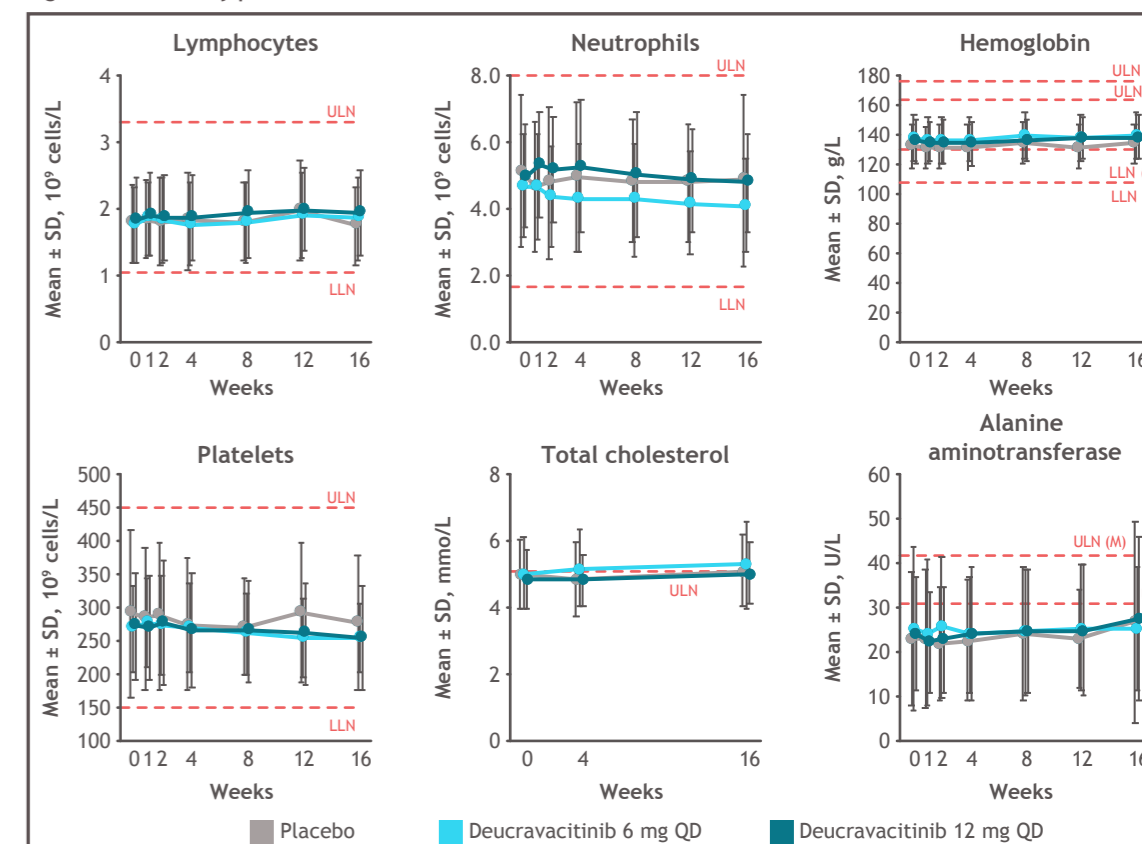 Lymphocytes
Mean ± SD, 10⁹ cells/L
4
3
2
1
0
ULN
LLN
0 1 2 4 8 12 16
Weeks
Neutrophils
Mean ± SD, 10⁹ cells/L
8.0
6.0
4.0
2.0
0.0
ULN
LLN
0 1 2 4 8 12 16
Weeks
Hemoglobin
Mean ± SD, g/L
180
160
140
120
100
80
60
40
20
0
ULN
ULN
LLN
LLN
0 1 2 4 8 12 16
Weeks
Platelets
Mean ± SD, 10⁹ cells/L
500
450
400
350
300
250
200
150
100
ULN
LLN
0 1 2 4 8 12 16
Weeks
Total cholesterol
Mean ± SD, mmo/L
8
6
4
2
0
ULN
0 4 16
Weeks
Alanine
aminotransferase
Mean ± SD, U/L
60
50
40
30
20
10
0
ULN (M)
0 1 2 4 8 12 16
Weeks
Placebo
Deucravacitinib 6 mg QD
Deucravacitinib 12 mg QD